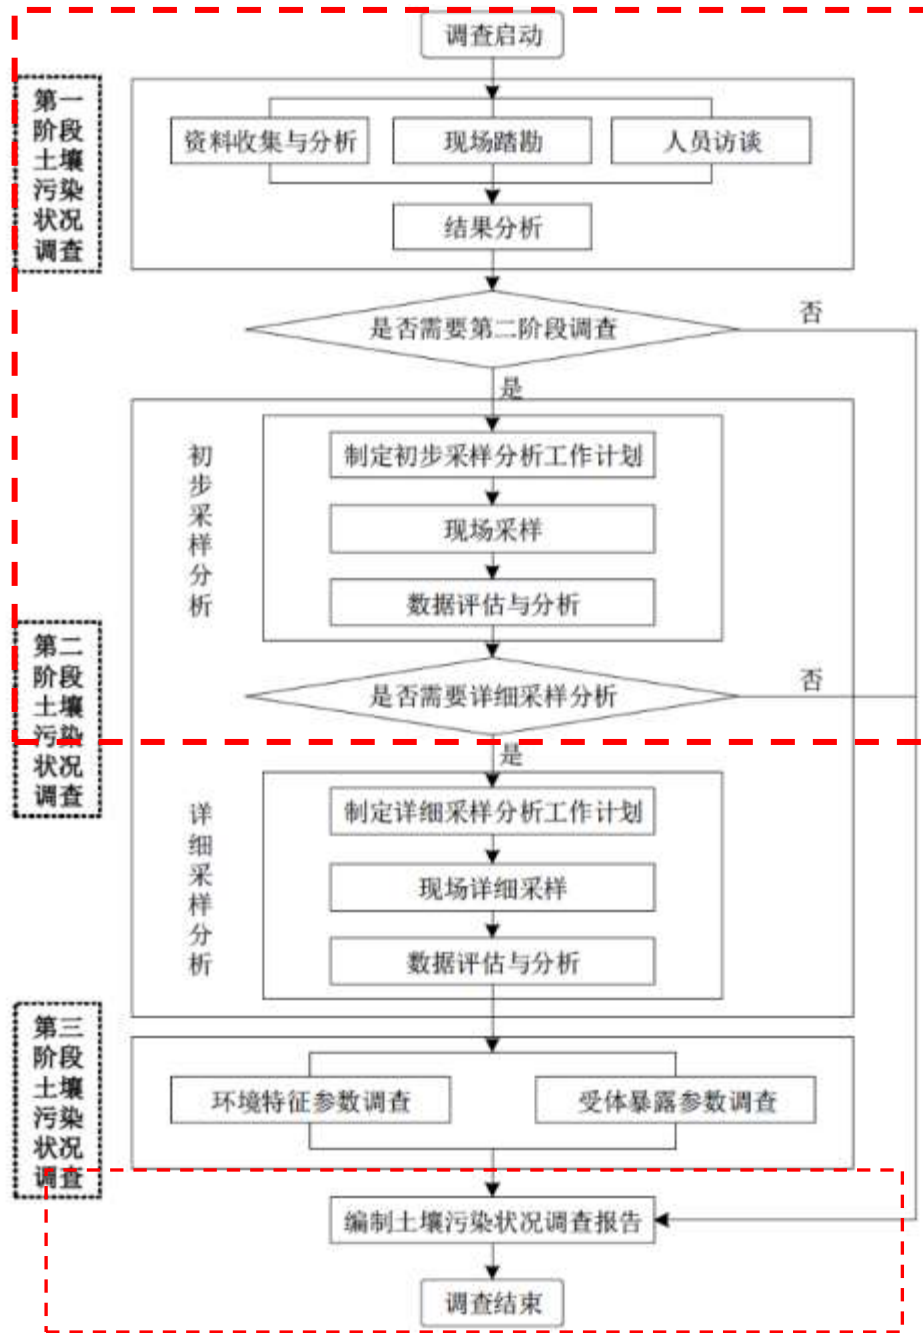 调查启动
第一
阶段
土壤
污染
状况
调查
资料收集与分析
现场踏勘
人员访谈
结果分析
是否需要第二阶段调查
否
是
初
步
采
样
分
析
制定初步采样分析工作计划
现场采样
数据评估与分析
第二
阶段
土壤
污染
状况
调查
是否需要详细采样分析
否
是
详
细
采
样
分
析
制定详细采样分析工作计划
现场详细采样
数据评估与分析
第三
阶段
土壤
污染
状况
调查
环境特征参数调查
受体暴露参数调查
编制土壤污染状况调查报告
调查结束